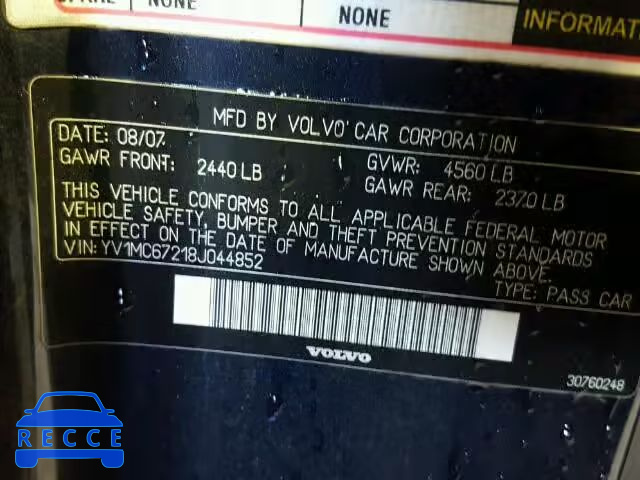 NONE
NONE
INFORMAT
MFD BY VOLVO CAR CORPORATION
DATE: 08/07
GVWR: 4560 LB
GAWR FRONT: 2440 LB
GAWR REAR: 2370 LB
THIS VEHICLE CONFORMS TO ALL APPLICABLE FEDERAL MOTOR
VEHICLE SAFETY, BUMPER AND THEFT PREVENTION STANDARDS
IN EFFECT ON THE DATE OF MANUFACTURE SHOWN ABOVE.
VIN: YV1MC67218J044852
TYPE: PASS CAR
VOLVO
30760248
RECCE